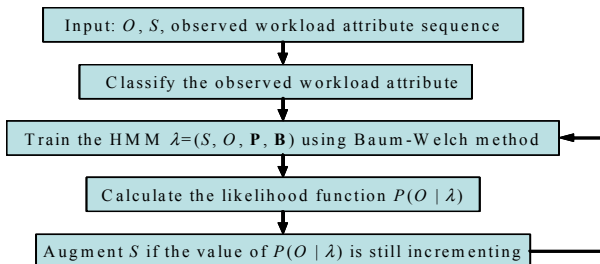 Input: O, S, observed workload attribute sequence
Classify the observed workload attribute
Train the HMM λ=(S, O, P, B) using Baum-Welch method
Calculate the likelihood function P(O | λ)
Augment S if the value of P(O | λ) is still incrementing